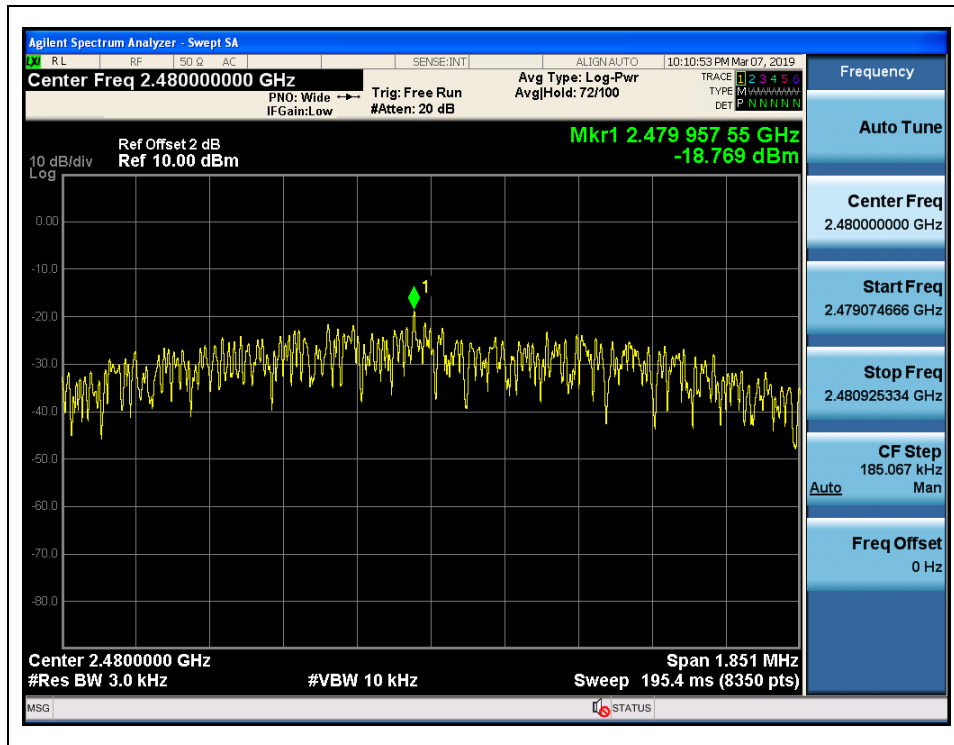 Agilent Spectrum Analyzer - Swept SA
LXI RL RF 50 Ω AC SENSE:INT ALIGN AUTO 10:10:53 PM Mar 07, 2019
Center Freq 2.480000000 GHz
PNO: Wide
IFGain:Low
Trig: Free Run
#Atten: 20 dB
Avg Type: Log-Pwr
Avg|Hold: 72/100
TRACE 1 2 3 4 5 6
TYPE M WWWWW
DET P N N N N N
Mkr1 2.479 957 55 GHz
-18.769 dBm
Ref Offset 2 dB
10 dB/div Ref 10.00 dBm
Log
0.00
-10.0
-20.0
-30.0
-40.0
-50.0
-60.0
-70.0
-80.0
1
Center 2.4800000 GHz Span 1.851 MHz
#Res BW 3.0 kHz #VBW 10 kHz Sweep 195.4 ms (8350 pts)
MSG STATUS
Frequency
Auto Tune
Center Freq
2.480000000 GHz
Start Freq
2.479074666 GHz
Stop Freq
2.480925334 GHz
CF Step
185.067 kHz
Auto Man
Freq Offset
0 Hz